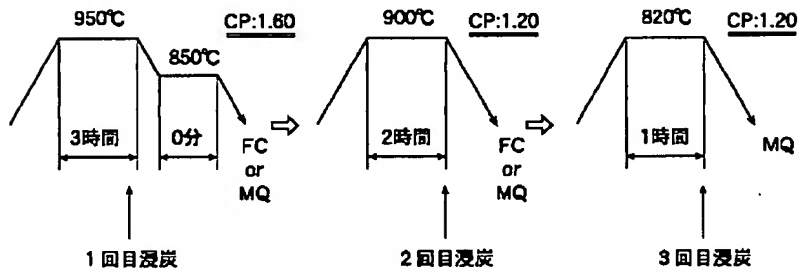 950℃
CP:1.60
850℃
3時間
0分
FC
or
MQ
1回目浸炭
900℃
CP:1.20
2時間
FC
or
MQ
2回目浸炭
820℃
CP:1.20
1時間
MQ
3回目浸炭